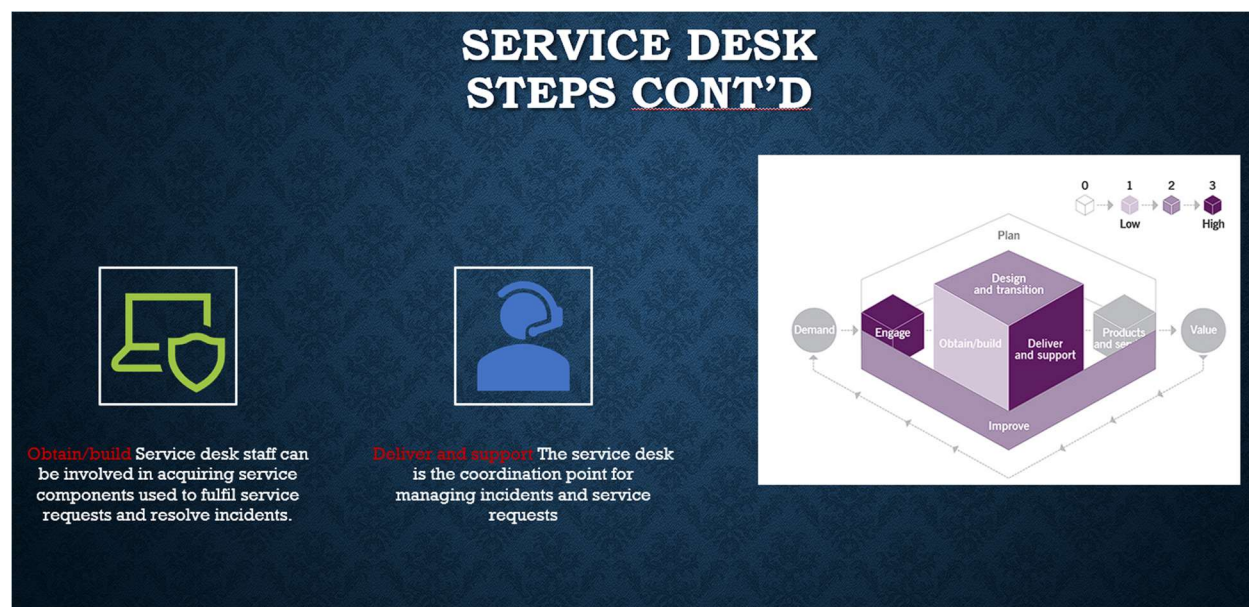 SERVICE DESK
STEPS CONT'D
Obtain/build Service desk staff can
be involved in acquiring service
components used to fulfil service
requests and resolve incidents.
Deliver and support The service desk
is the coordination point for
managing incidents and service
requests
0 1 2 3
Low High
Plan
Design
and transition
Demand
Engage
Obtain/build
Deliver
and support
Products
and
Value
Improve